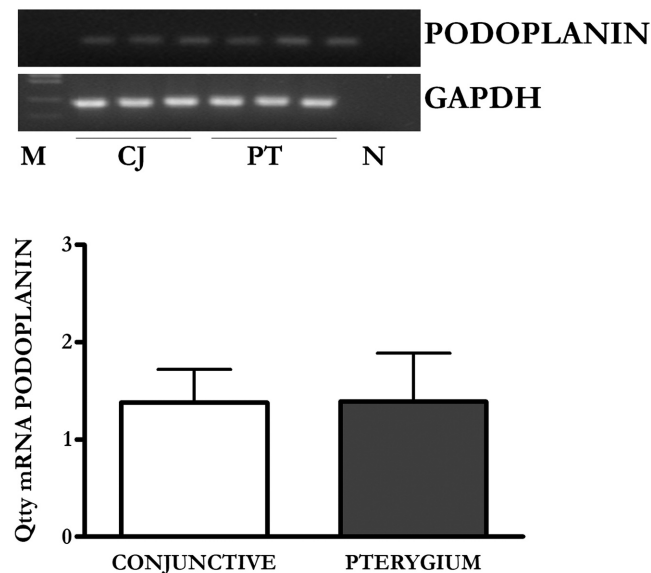 PODOPLANIN
GAPDH
M CJ PT N
Qtty mRNA PODOPLANIN
3
2
1
0
CONJUNCTIVE PTERYGIUM